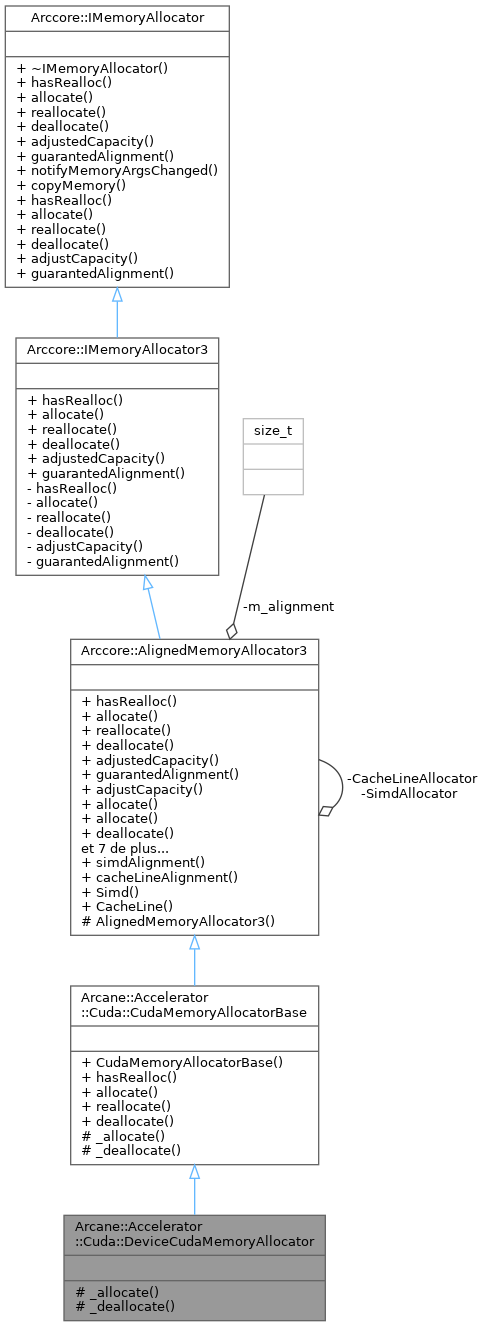 Arccore::IMemoryAllocator
+ ~IMemoryAllocator()
+ hasRealloc()
+ allocate()
+ reallocate()
+ deallocate()
+ adjustedCapacity()
+ guarantedAlignment()
+ notifyMemoryArgsChanged()
+ copyMemory()
+ hasRealloc()
+ allocate()
+ reallocate()
+ deallocate()
+ adjustCapacity()
+ guarantedAlignment()
Arccore::IMemoryAllocator3
+ hasRealloc()
+ allocate()
+ reallocate()
+ deallocate()
+ adjustedCapacity()
+ guarantedAlignment()
- hasRealloc()
- allocate()
- reallocate()
- deallocate()
- adjustCapacity()
- guarantedAlignment()
size_t
-m_alignment
Arccore::AlignedMemoryAllocator3
+ hasRealloc()
+ allocate()
+ reallocate()
+ deallocate()
+ adjustedCapacity()
+ guarantedAlignment()
+ adjustCapacity()
+ allocate()
+ allocate()
+ deallocate()
et 7 de plus...
+ simdAlignment()
+ cacheLineAlignment()
+ Simd()
+ CacheLine()
# AlignedMemoryAllocator3()
-CacheLineAllocator
-SimdAllocator
Arcane::Accelerator
::Cuda::CudaMemoryAllocatorBase
+ CudaMemoryAllocatorBase()
+ hasRealloc()
+ allocate()
+ reallocate()
+ deallocate()
# _allocate()
# _deallocate()
Arcane::Accelerator
::Cuda::DeviceCudaMemoryAllocator
# _allocate()
# _deallocate()